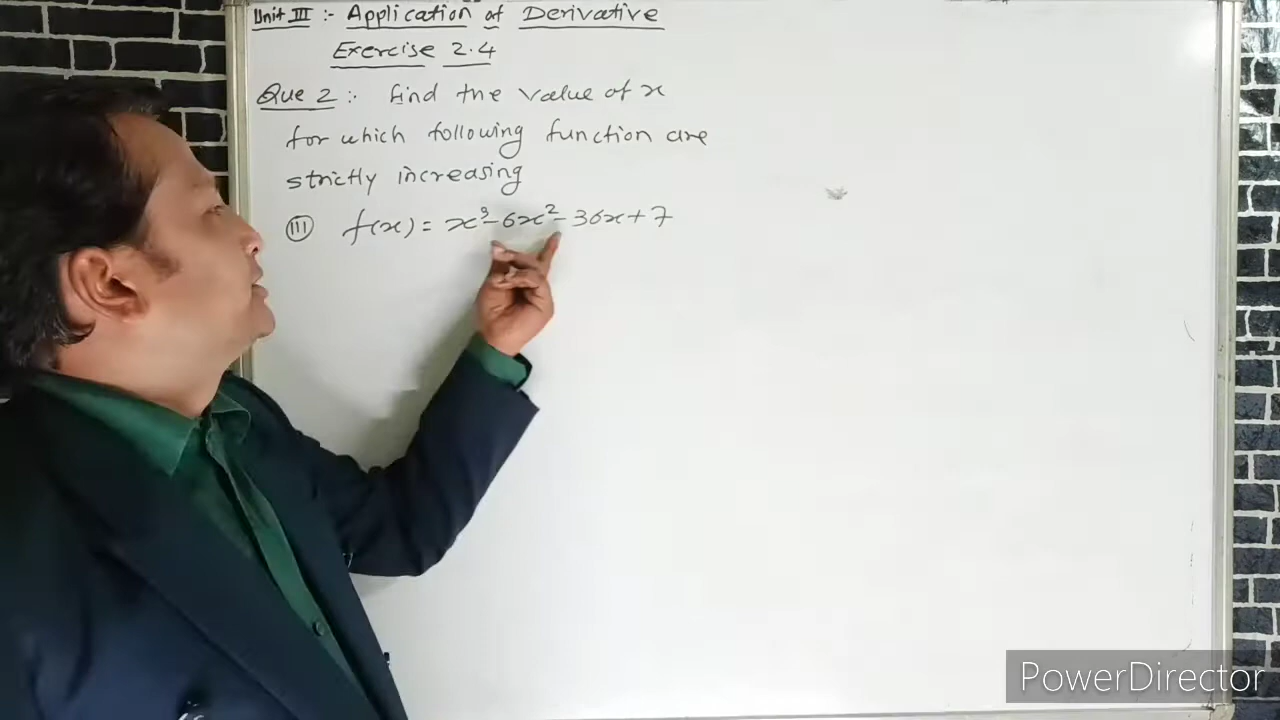 Unit III :- Application of Derivative
Exercise 2.4
Que 2 :- Find the value of x
for which following function are
strictly increasing
III f(x) = x³ - 6x² - 36x + 7
PowerDirector